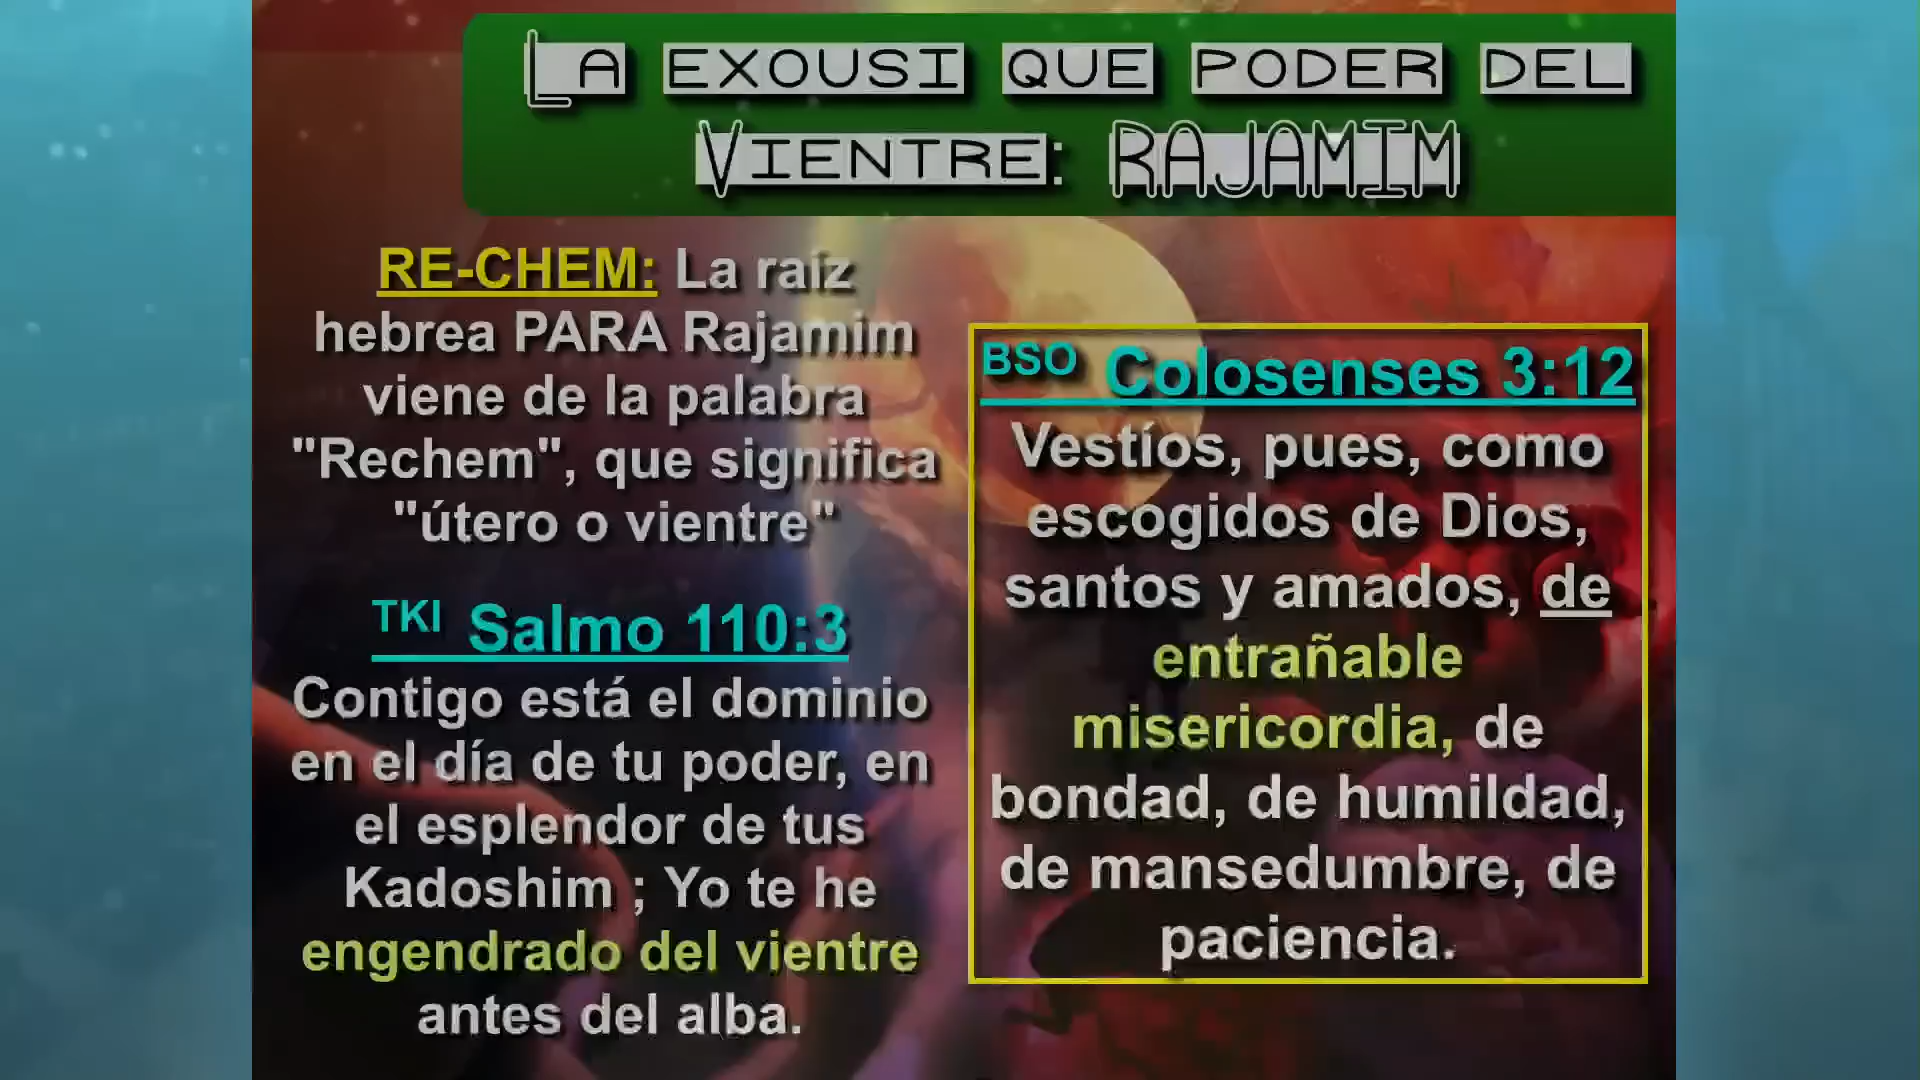 LA EXOUSI QUE PODER DEL
VIENTRE: RAJAMIM
RE-CHEM: La raíz
hebrea PARA Rajamim
viene de la palabra
"Rechem", que significa
"útero o vientre"
TKI Salmo 110:3
Contigo está el dominio
en el día de tu poder, en
el esplendor de tus
Kadoshim ; Yo te he
engendrado del vientre
antes del alba.
BSO Colosenses 3:12
Vestíos, pues, como
escogidos de Dios,
santos y amados, de
entrañable
misericordia, de
bondad, de humildad,
de mansedumbre, de
paciencia.